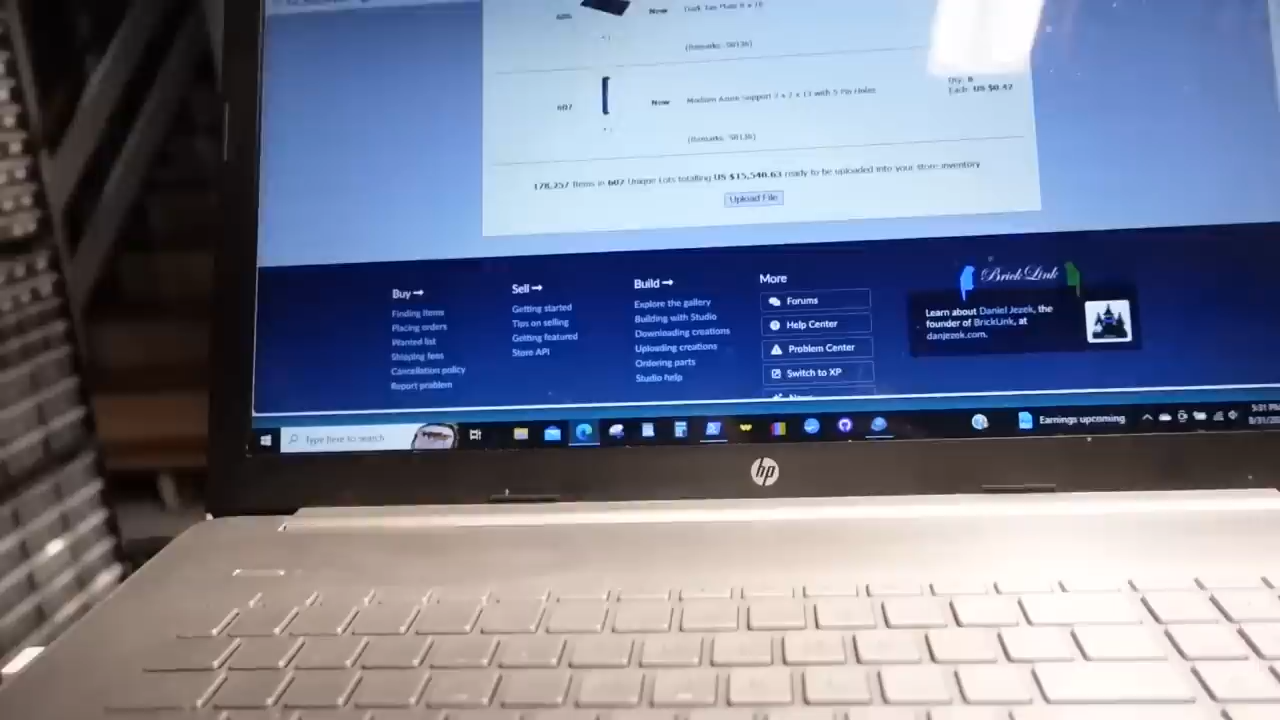 606
New
Dark Tan Plate 8 x 16
(Remarks: SB136)
607
New
Medium Azure Support 2 x 2 x 13 with 5 Pin Holes
Qty: 8
Each: US $0.42
(Remarks: SB136)
178,257 Items in 607 Unique Lots totalling US $15,540.63 ready to be uploaded into your store inventory
Upload File
Buy →
Finding items
Placing orders
Wanted list
Shipping fees
Cancellation policy
Report problem
Sell →
Getting started
Tips on selling
Getting featured
Store API
Build →
Explore the gallery
Building with Studio
Downloading creations
Uploading creations
Ordering parts
Studio help
More
Forums
Help Center
Problem Center
Switch to XP
BrickLink
Learn about Daniel Jezek, the
founder of BrickLink, at
danjezek.com.
Type here to search
Earnings upcoming
hp